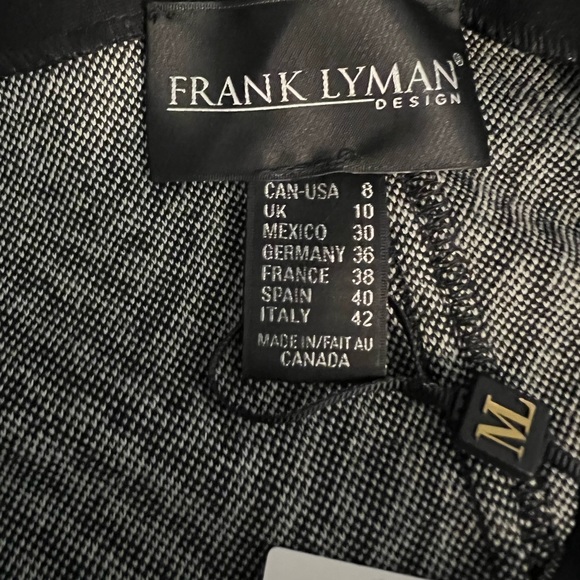 FRANK LYMAN®
DESIGN
CAN-USA 8
UK 10
MEXICO 30
GERMANY 36
FRANCE 38
SPAIN 40
ITALY 42
MADE IN/FAIT AU
CANADA
ML